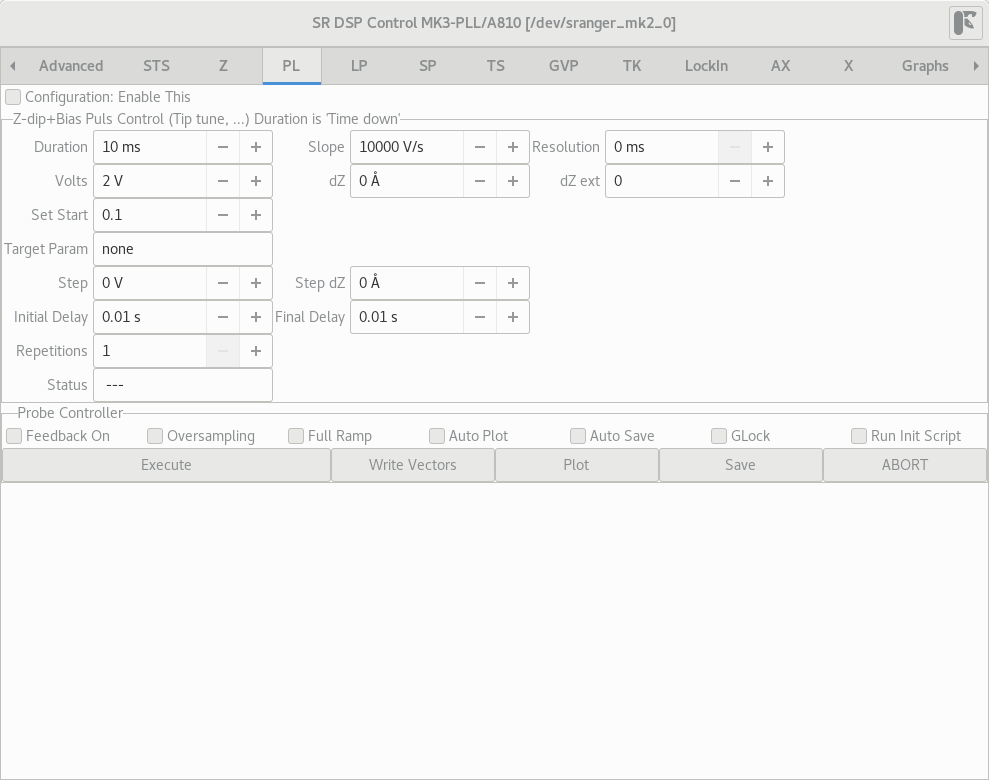 SR DSP Control MK3-PLL/A810 [/dev/sranger_mk2_0]
Advanced STS Z PL LP SP TS GVP TK LockIn AX X Graphs
Configuration: Enable This
Z-dip+Bias Puls Control (Tip tune, ...) Duration is 'Time down'
Duration 10 ms Slope 10000 V/s Resolution 0 ms
Volts 2 V dZ 0 Å dZ ext 0
Set Start 0.1
Target Param none
Step 0 V Step dZ 0 Å
Initial Delay 0.01 s Final Delay 0.01 s
Repetitions 1
Status ---
Probe Controller
Feedback On Oversampling Full Ramp Auto Plot Auto Save GLock Run Init Script
Execute Write Vectors Plot Save ABORT